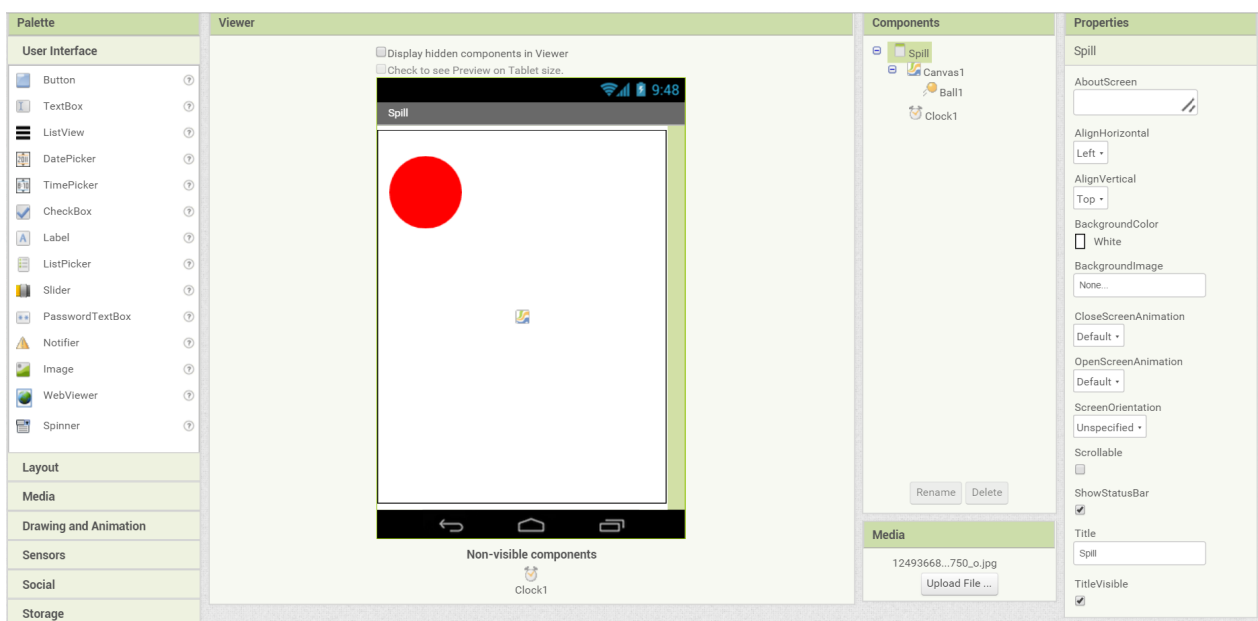 Palette
User Interface
Button
TextBox
ListView
DatePicker
TimePicker
CheckBox
Label
ListPicker
Slider
PasswordTextBox
Notifier
Image
WebViewer
Spinner
Layout
Media
Drawing and Animation
Sensors
Social
Storage
Viewer
Display hidden components in Viewer
Check to see Preview on Tablet size.
9:48
Spill
Non-visible components
Clock1
Components
Spill
Canvas1
Ball1
Clock1
Rename Delete
Media
12493668...750_o.jpg
Upload File ...
Properties
Spill
AboutScreen
AlignHorizontal
Left
AlignVertical
Top
BackgroundColor
White
BackgroundImage
None...
CloseScreenAnimation
Default
OpenScreenAnimation
Default
ScreenOrientation
Unspecified
Scrollable
ShowStatusBar
Title
Spill
TitleVisible